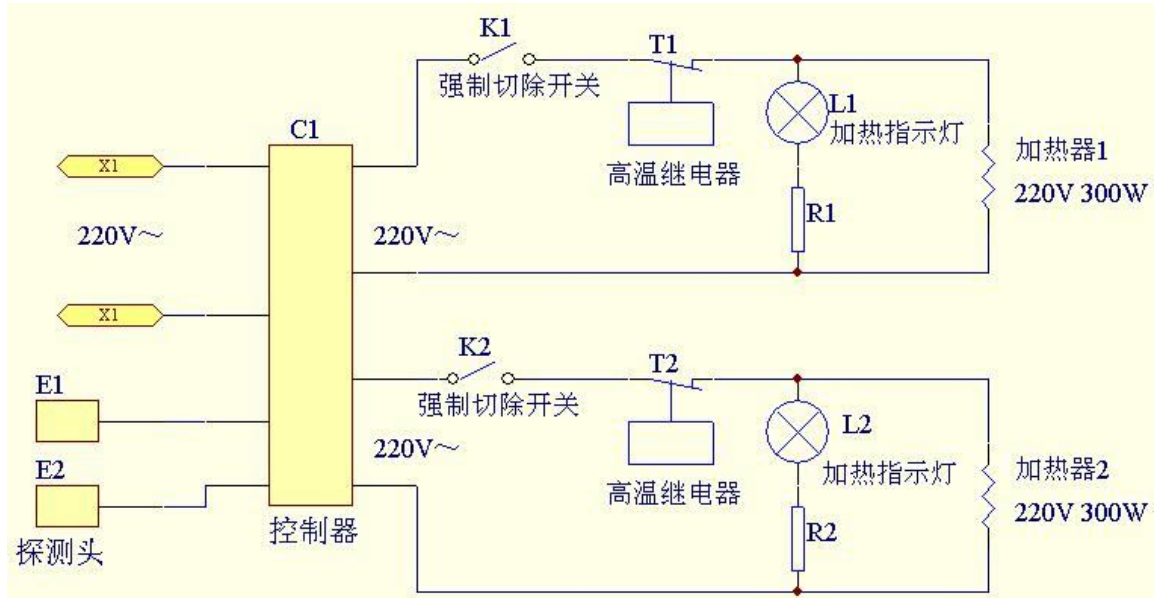 K1
强制切除开关
T1
高温继电器
L1
加热指示灯
R1
加热器1
220V 300W
C1
X1
220V～
220V～
X1
K2
强制切除开关
T2
高温继电器
L2
加热指示灯
R2
加热器2
220V 300W
220V～
E1
E2
探测头
控制器